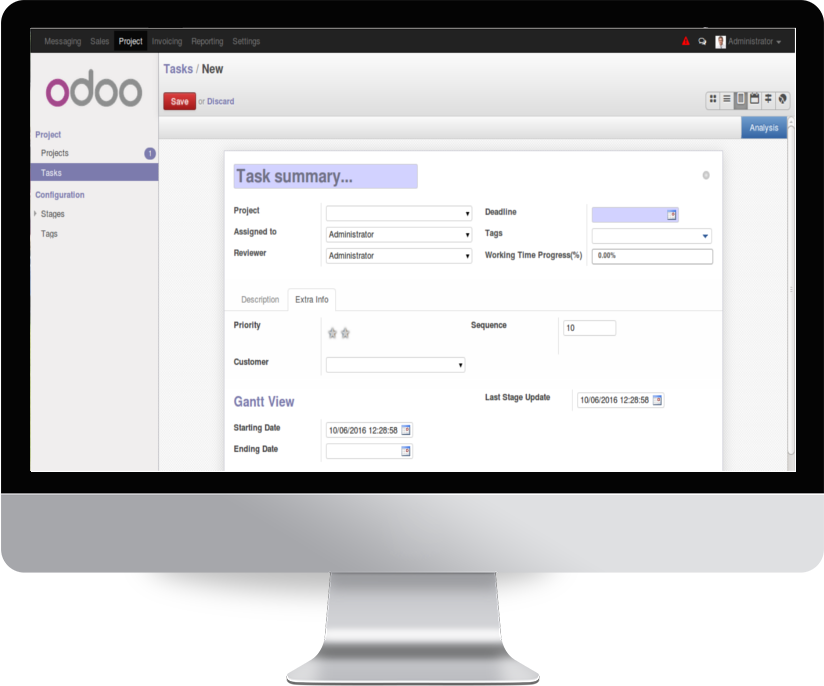 Messaging Sales Project Invoicing Reporting Settings Administrator
odoo
Tasks / New
Save or Discard
Analysis
Project
Projects 1
Tasks
Configuration
Stages
Tags
Task summary...
Project Deadline
Assigned to Administrator Tags
Reviewer Administrator Working Time Progress(%) 0.00%
Description Extra Info
Priority Sequence 10
Customer
Gantt View Last Stage Update 10/06/2016 12:28:58
Starting Date 10/06/2016 12:28:58
Ending Date